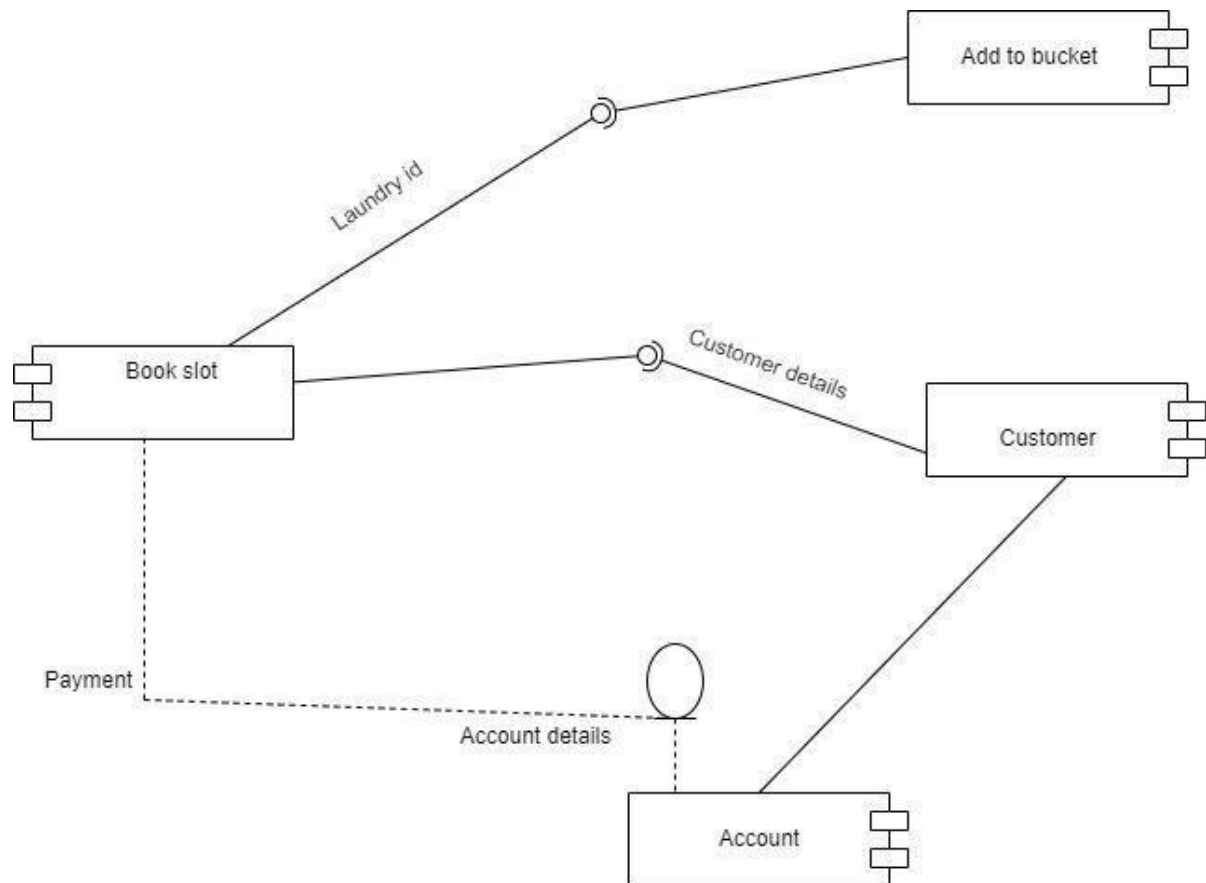 Add to bucket
Laundry id
Book slot
Customer details
Customer
Payment
Account details
Account